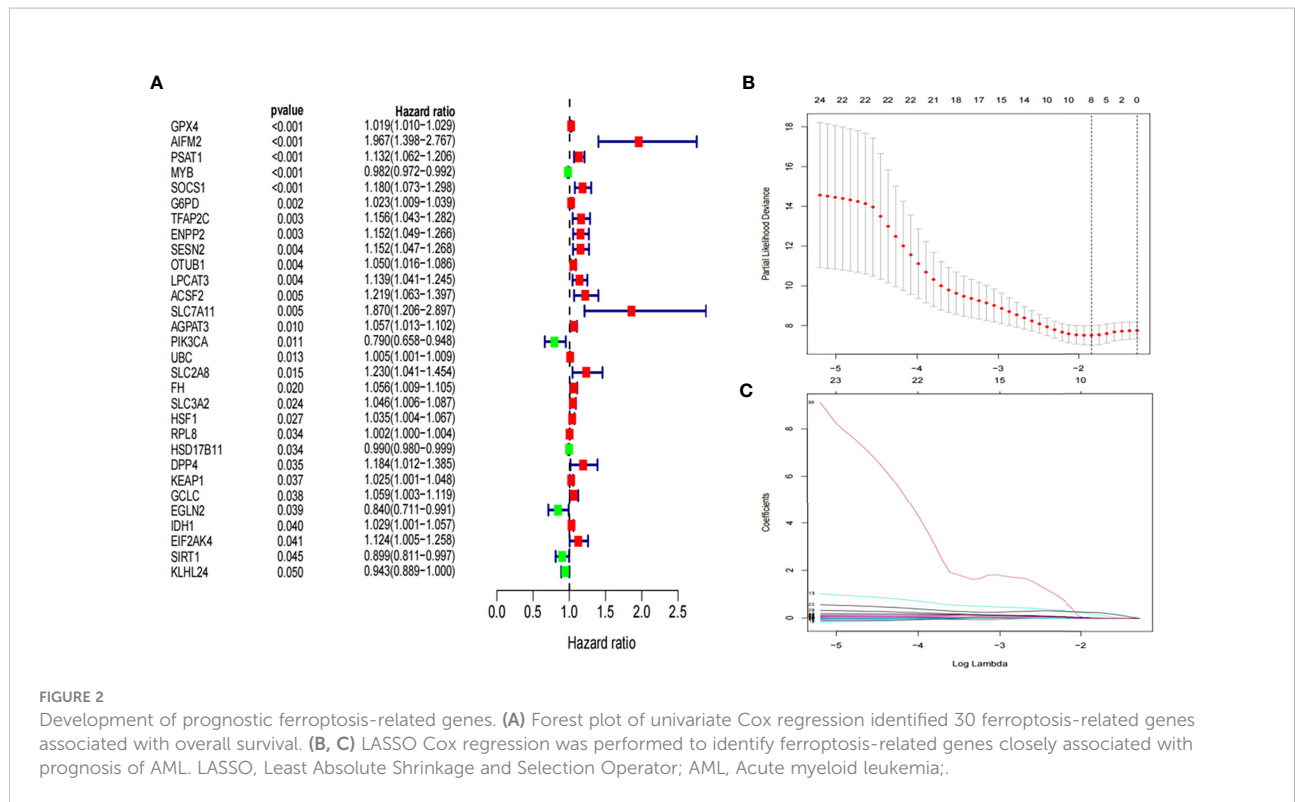 A
pvalue Hazard ratio
GPX4 <0.001 1.019(1.010−1.029)
AIFM2 <0.001 1.967(1.398−2.767)
PSAT1 <0.001 1.132(1.062−1.206)
MYB <0.001 0.982(0.972−0.992)
SOCS1 <0.001 1.180(1.073−1.298)
G6PD 0.002 1.023(1.009−1.039)
TFAP2C 0.003 1.156(1.043−1.282)
ENPP2 0.003 1.152(1.049−1.266)
SESN2 0.004 1.152(1.047−1.268)
OTUB1 0.004 1.050(1.016−1.086)
LPCAT3 0.004 1.139(1.041−1.245)
ACSF2 0.005 1.219(1.063−1.397)
SLC7A11 0.005 1.870(1.206−2.897)
AGPAT3 0.010 1.057(1.013−1.102)
PIK3CA 0.011 0.790(0.658−0.948)
UBC 0.013 1.005(1.001−1.009)
SLC2A8 0.015 1.230(1.041−1.454)
FH 0.020 1.056(1.009−1.105)
SLC3A2 0.024 1.046(1.006−1.087)
HSF1 0.027 1.035(1.004−1.067)
RPL8 0.034 1.002(1.000−1.004)
HSD17B11 0.034 0.990(0.980−0.999)
DPP4 0.035 1.184(1.012−1.385)
KEAP1 0.037 1.025(1.001−1.048)
GCLC 0.038 1.059(1.003−1.119)
EGLN2 0.039 0.840(0.711−0.991)
IDH1 0.040 1.029(1.001−1.057)
EIF2AK4 0.041 1.124(1.005−1.258)
SIRT1 0.045 0.899(0.811−0.997)
KLHL24 0.050 0.943(0.889−1.000)
0.0 0.5 1.0 1.5 2.0 2.5
Hazard ratio
B
24 22 22 22 22 22 21 18 17 15 14 10 10 8 5 2 0
Partial Likelihood Deviance
18
16
14
12
10
8
−5 −4 −3 −2
C
23 22 15 10
Coefficients
8
6
4
2
0
30
13
22
29
−5 −4 −3 −2
Log Lambda
FIGURE 2
Development of prognostic ferroptosis-related genes. (A) Forest plot of univariate Cox regression identified 30 ferroptosis-related genes
associated with overall survival. (B, C) LASSO Cox regression was performed to identify ferroptosis-related genes closely associated with
prognosis of AML. LASSO, Least Absolute Shrinkage and Selection Operator; AML, Acute myeloid leukemia;.